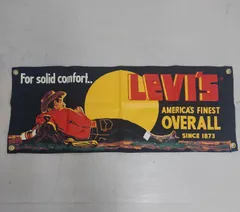 For solid comfort..
LEVI'S
AMERICA'S FINEST
OVERALL
SINCE 1873